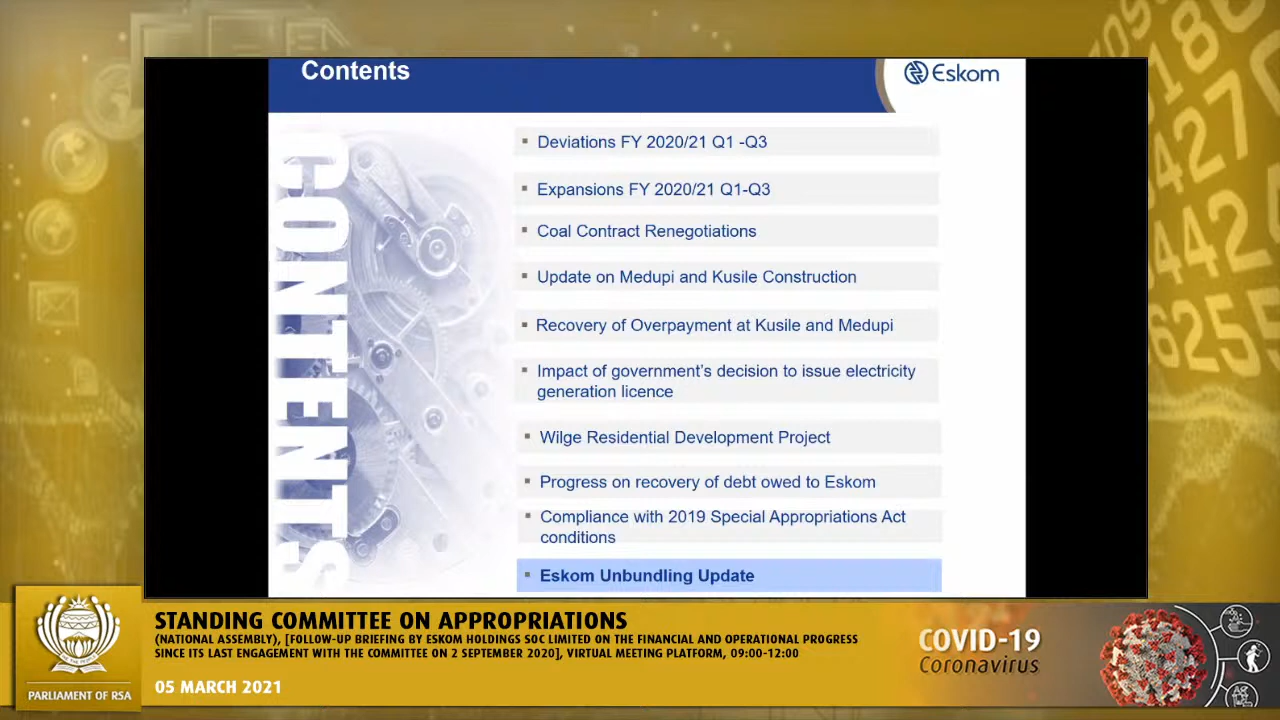 Contents
Eskom
CONTENTS
Deviations FY 2020/21 Q1 -Q3
Expansions FY 2020/21 Q1-Q3
Coal Contract Renegotiations
Update on Medupi and Kusile Construction
Recovery of Overpayment at Kusile and Medupi
Impact of government's decision to issue electricity
generation licence
Wilge Residential Development Project
Progress on recovery of debt owed to Eskom
Compliance with 2019 Special Appropriations Act
conditions
Eskom Unbundling Update
STANDING COMMITTEE ON APPROPRIATIONS
(NATIONAL ASSEMBLY), [FOLLOW-UP BRIEFING BY ESKOM HOLDINGS SOC LIMITED ON THE FINANCIAL AND OPERATIONAL PROGRESS
SINCE ITS LAST ENGAGEMENT WITH THE COMMITTEE ON 2 SEPTEMBER 2020], VIRTUAL MEETING PLATFORM, 09:00-12:00
05 MARCH 2021
PARLIAMENT OF RSA
COVID-19
Coronavirus